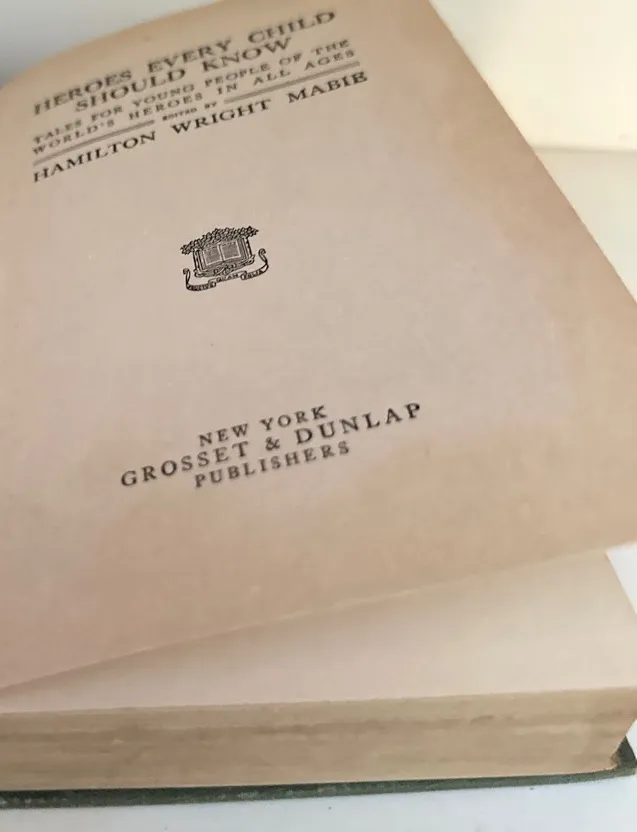 HEROES EVERY CHILD
SHOULD KNOW
TALES FOR YOUNG PEOPLE OF THE
WORLD'S HEROES IN ALL AGES
EDITED BY
HAMILTON WRIGHT MABIE
NEW YORK
GROSSET & DUNLAP
PUBLISHERS